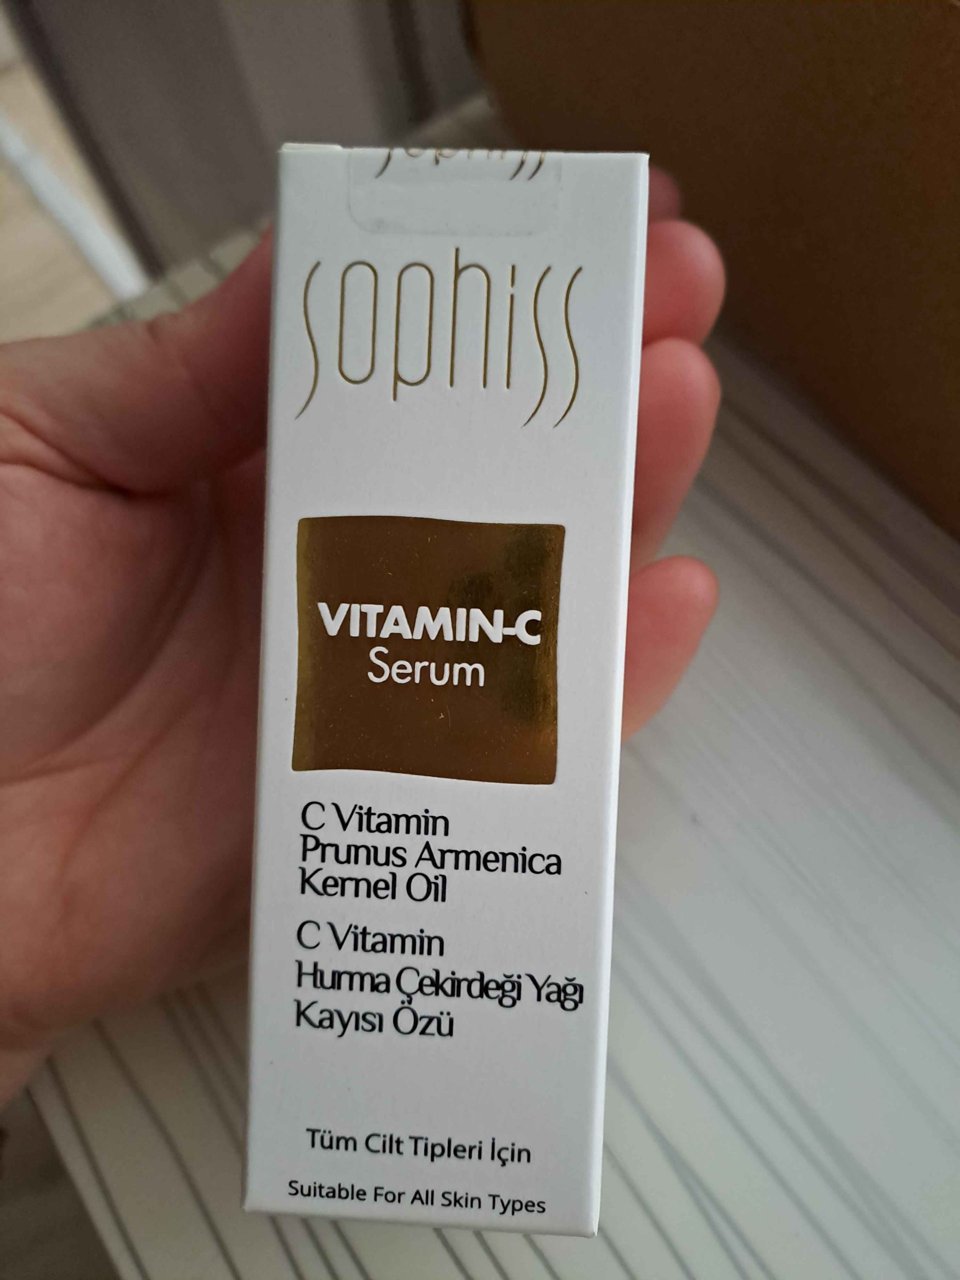 sophiss
sophiss
VITAMIN-C
Serum
C Vitamin
Prunus Armenica
Kernel Oil
C Vitamin
Hurma Çekirdeği Yağı
Kayısı Özü
Tüm Cilt Tipleri İçin
Suitable For All Skin Types